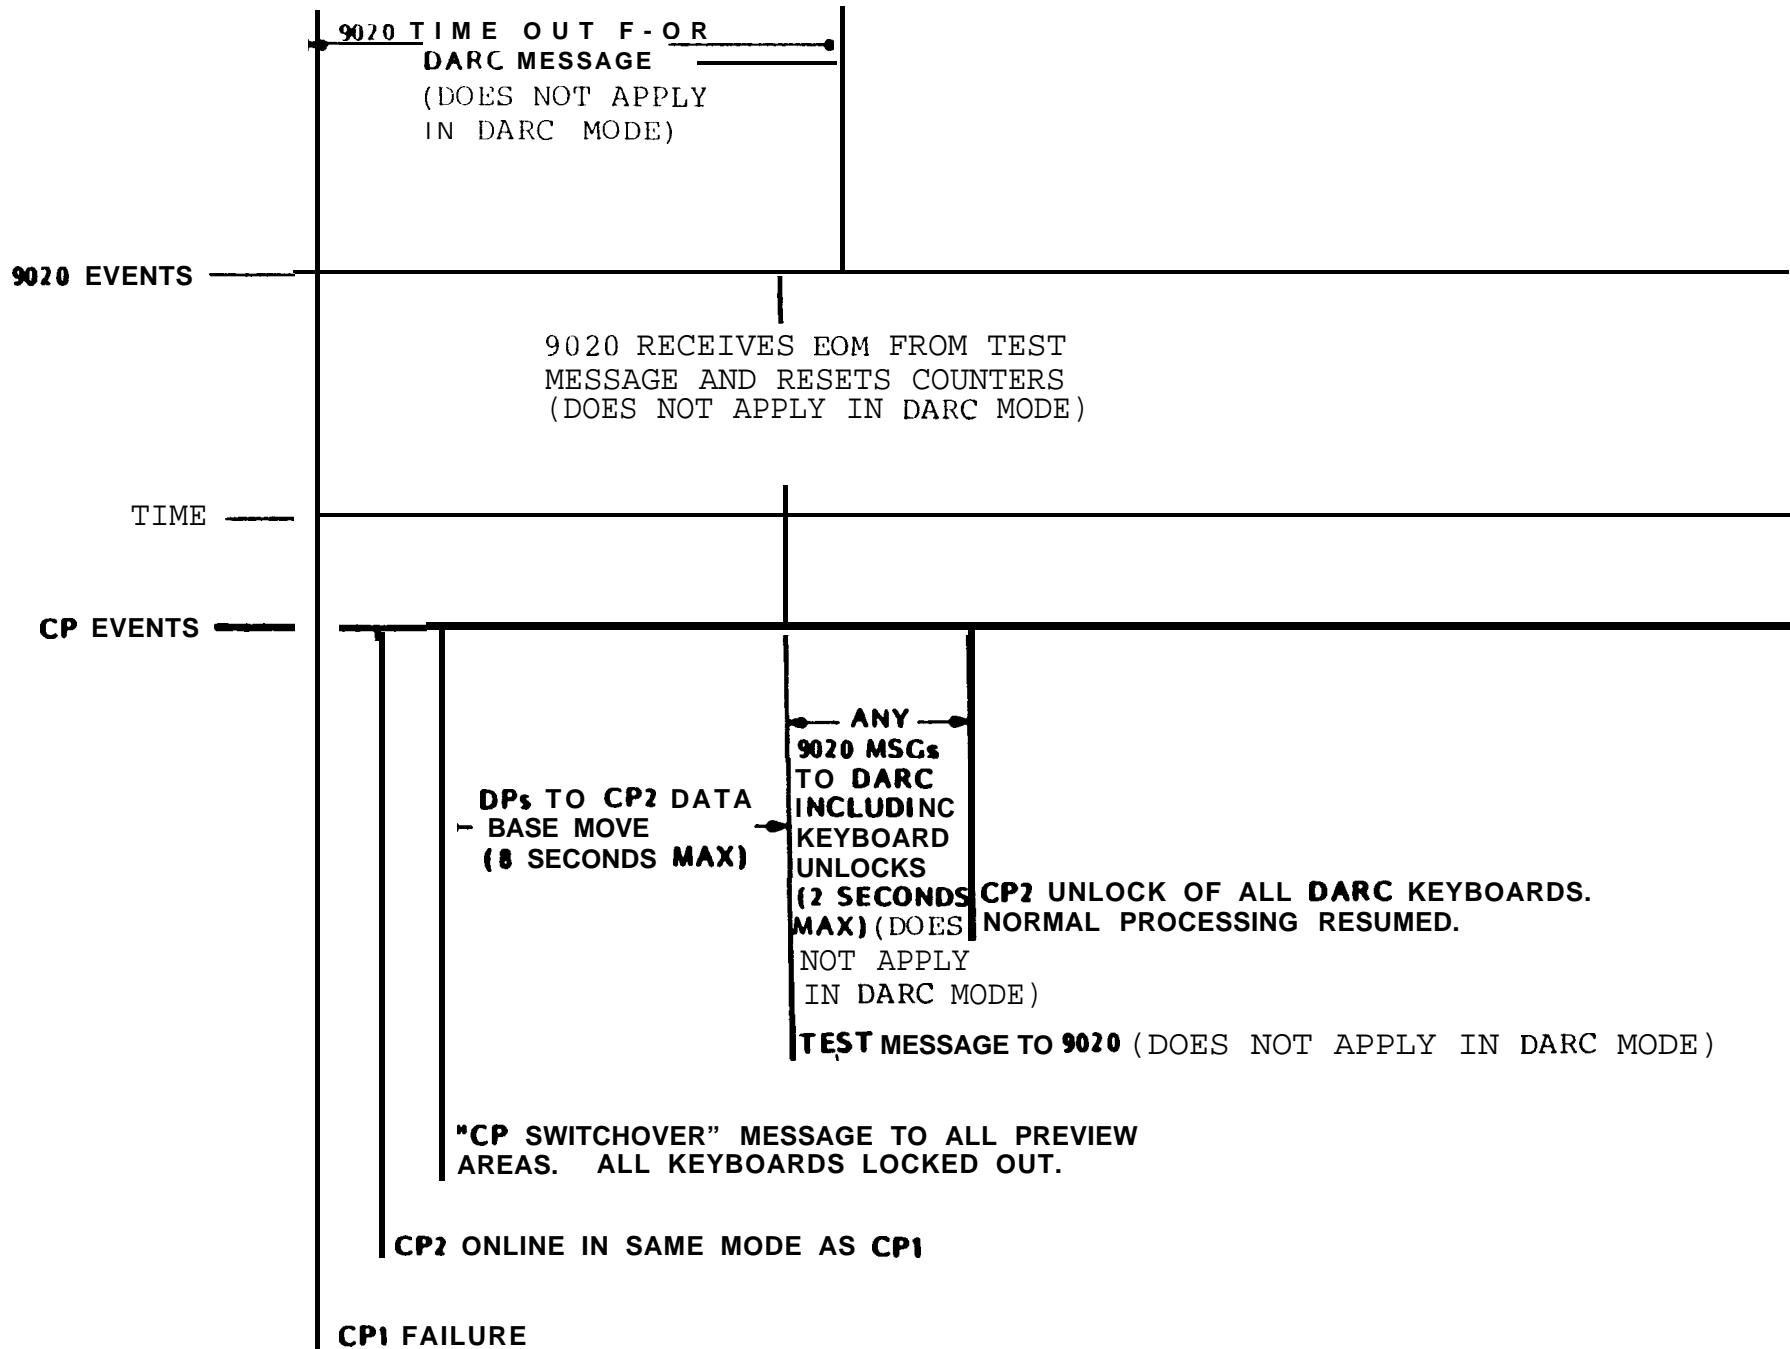 9020 TIME OUT F-OR
DARC MESSAGE
(DOES NOT APPLY
IN DARC MODE)
9020 EVENTS
9020 RECEIVES EOM FROM TEST
MESSAGE AND RESETS COUNTERS
(DOES NOT APPLY IN DARC MODE)
TIME
CP EVENTS
ANY
9020 MSGs
TO DARC
INCLUDINC
KEYBOARD
UNLOCKS
(2 SECONDS
MAX) (DOES
NOT APPLY
IN DARC MODE)
DPs TO CP2 DATA
BASE MOVE
(8 SECONDS MAX)
CP2 UNLOCK OF ALL DARC KEYBOARDS.
NORMAL PROCESSING RESUMED.
TEST MESSAGE TO 9020 (DOES NOT APPLY IN DARC MODE)
"CP SWITCHOVER” MESSAGE TO ALL PREVIEW
AREAS. ALL KEYBOARDS LOCKED OUT.
CP2 ONLINE IN SAME MODE AS CP1
CP1 FAILURE